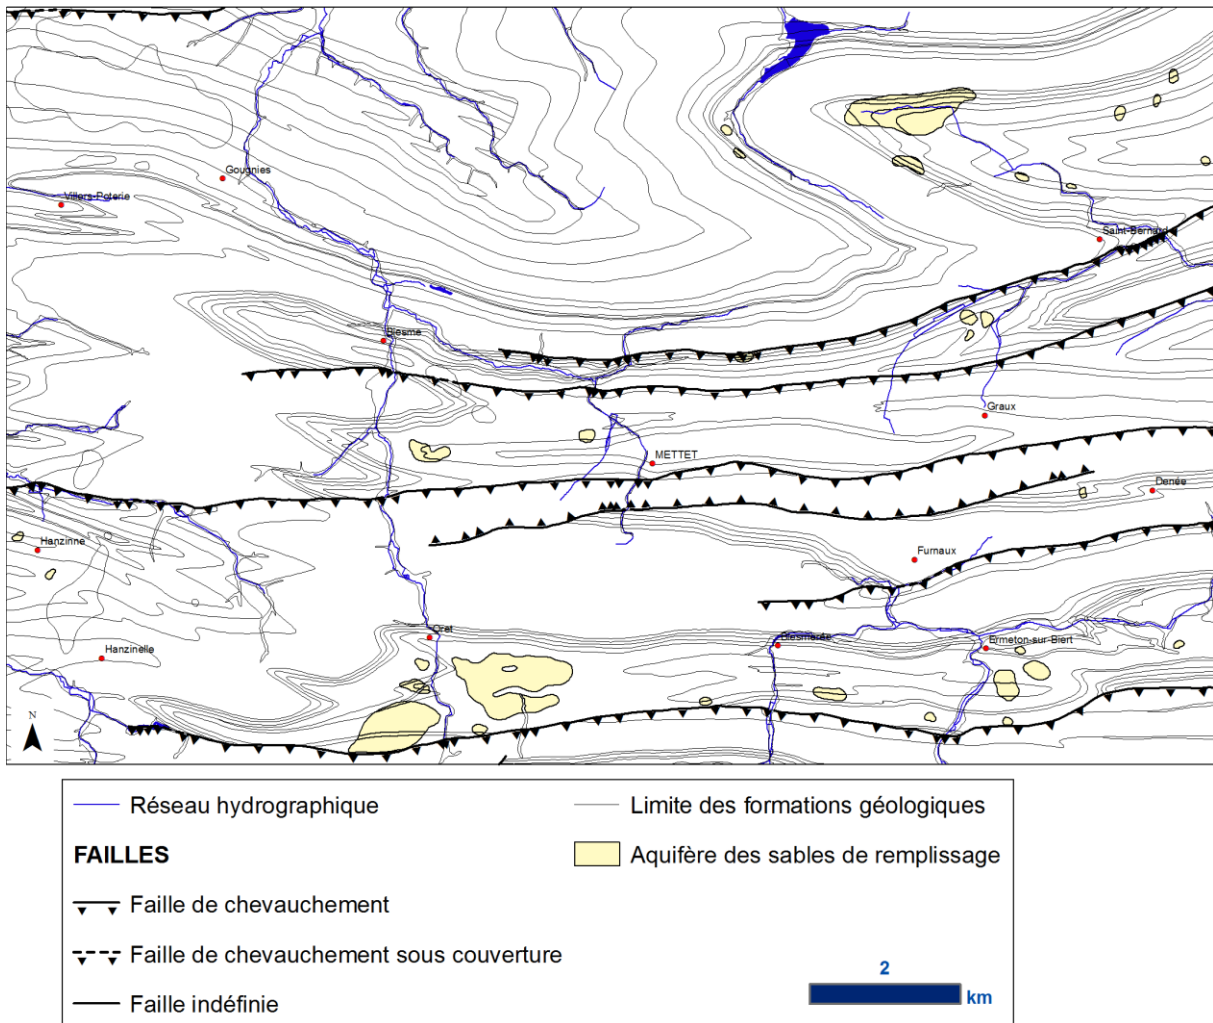 Gougnies
Villers-Poterie
Saint-Bernard
Biesme
Graux
METTET
Denée
Hanzinne
Furnaux
Oret
Biesmerée
Ermeton-sur-Biert
Hanzinelle
N
Réseau hydrographique
Limite des formations géologiques
FAILLES
Aquifère des sables de remplissage
Faille de chevauchement
Faille de chevauchement sous couverture
2
km
Faille indéfinie